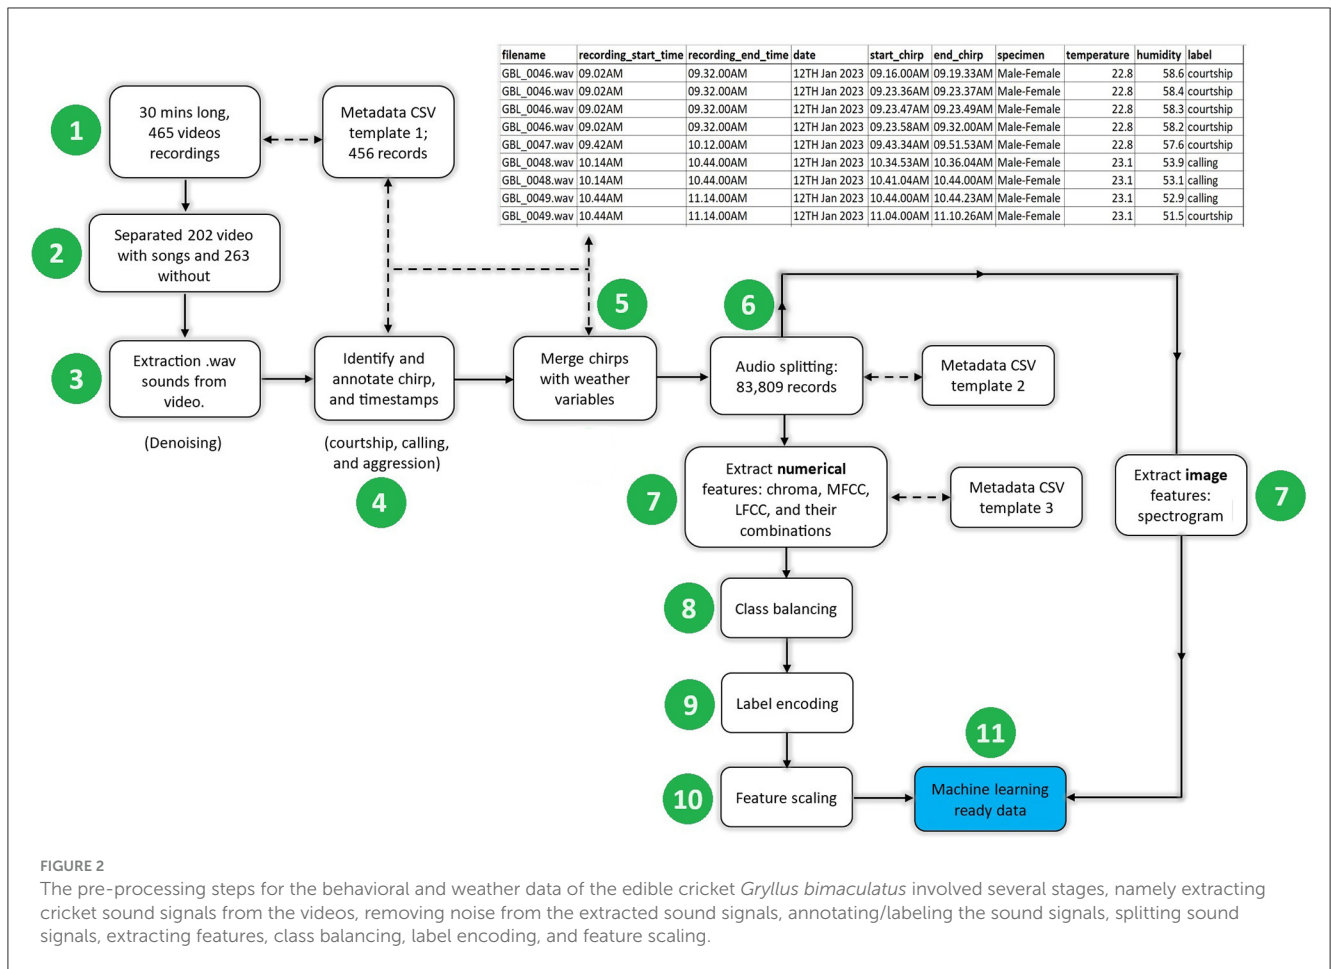 filename recording_start_time recording_end_time date start_chirp end_chirp specimen temperature humidity label
GBL_0046.wav 09.02AM 09.32.00AM 12TH Jan 2023 09.16.00AM 09.19.33AM Male-Female 22.8 58.6 courtship
GBL_0046.wav 09.02AM 09.32.00AM 12TH Jan 2023 09.23.36AM 09.23.37AM Male-Female 22.8 58.4 courtship
GBL_0046.wav 09.02AM 09.32.00AM 12TH Jan 2023 09.23.47AM 09.23.49AM Male-Female 22.8 58.3 courtship
GBL_0046.wav 09.02AM 09.32.00AM 12TH Jan 2023 09.23.58AM 09.32.00AM Male-Female 22.8 58.2 courtship
GBL_0047.wav 09.42AM 10.12.00AM 12TH Jan 2023 09.43.34AM 09.51.53AM Male-Female 22.8 57.6 courtship
GBL_0048.wav 10.14AM 10.44.00AM 12TH Jan 2023 10.34.53AM 10.36.04AM Male-Female 23.1 53.9 calling
GBL_0048.wav 10.14AM 10.44.00AM 12TH Jan 2023 10.41.04AM 10.44.00AM Male-Female 23.1 53.1 calling
GBL_0049.wav 10.44AM 11.14.00AM 12TH Jan 2023 10.44.00AM 10.44.23AM Male-Female 23.1 52.9 calling
GBL_0049.wav 10.44AM 11.14.00AM 12TH Jan 2023 11.04.00AM 11.10.26AM Male-Female 23.1 51.5 courtship
1
30 mins long,
465 videos
recordings
Metadata CSV
template 1;
456 records
2
Separated 202 video
with songs and 263
without
3
Extraction .wav
sounds from
video.
(Denoising)
Identify and
annotate chirp,
and timestamps
(courtship, calling,
and aggression)
4
5
Merge chirps
with weather
variables
6
Audio splitting:
83,809 records
Metadata CSV
template 2
7
Extract numerical
features: chroma, MFCC,
LFCC, and their
combinations
Metadata CSV
template 3
Extract image
features:
spectrogram
7
8
Class balancing
9
Label encoding
10
Feature scaling
11
Machine learning
ready data
FIGURE 2
The pre-processing steps for the behavioral and weather data of the edible cricket Gryllus bimaculatus involved several stages, namely extracting
cricket sound signals from the videos, removing noise from the extracted sound signals, annotating/labeling the sound signals, splitting sound
signals, extracting features, class balancing, label encoding, and feature scaling.